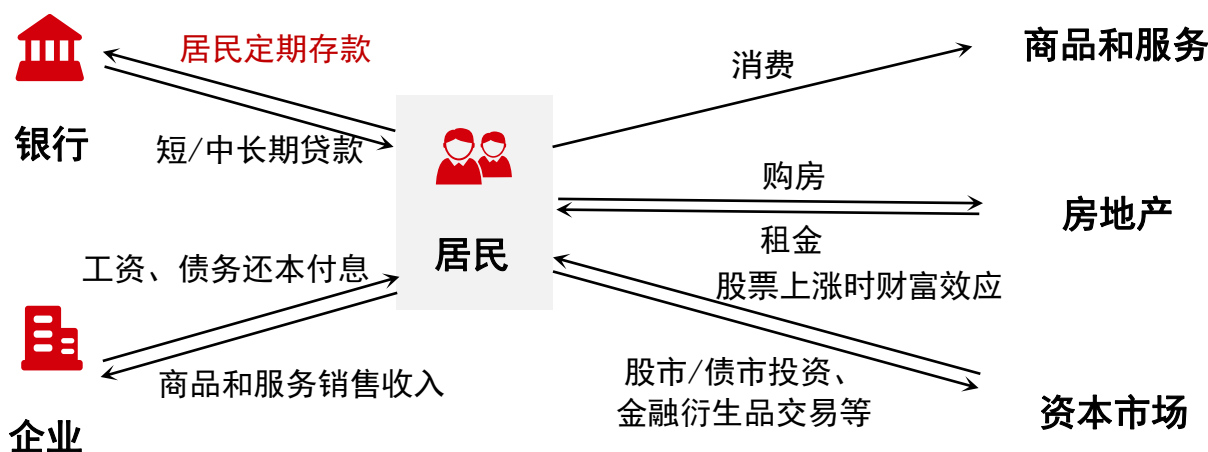 居民定期存款
银行
短/中长期贷款
消费
商品和服务
购房
房地产
租金
居民
工资、债务还本付息
股票上涨时财富效应
商品和服务销售收入
企业
股市/债市投资、
金融衍生品交易等
资本市场